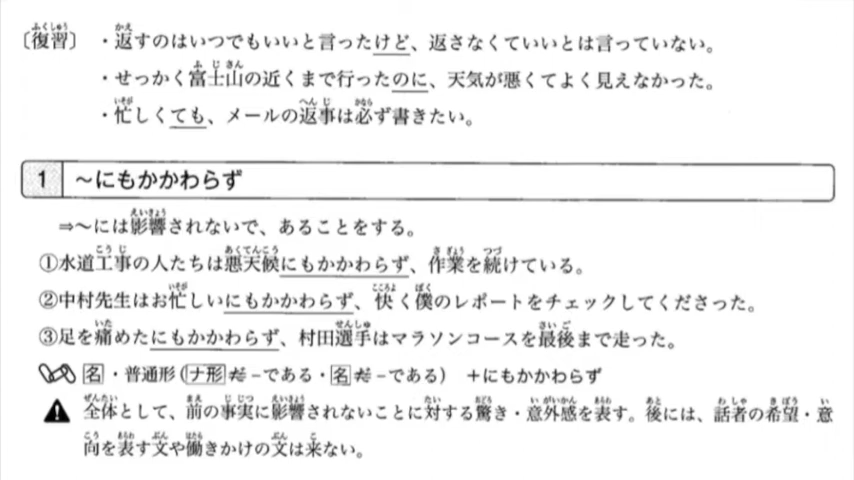 〔復習〕 ・返すのはいつでもいいと言ったけど、返さなくていいとは言っていない。
・せっかく富士山の近くまで行ったのに、天気が悪くてよく見えなかった。
・忙しくても、メールの返事は必ず書きたい。
1 ～にもかかわらず
⇒～には影響されないで、あることをする。
①水道工事の人たちは悪天候にもかかわらず、作業を続けている。
②中村先生はお忙しいにもかかわらず、快く僕のレポートをチェックしてくださった。
③足を痛めたにもかかわらず、村田選手はマラソンコースを最後まで走った。
名・普通形(ナ形だ－である・名だ－である) ＋にもかかわらず
全体として、前の事実に影響されないことに対する驚き・意外感を表す。後には、話者の希望・意
向を表す文や働きかけの文は来ない。